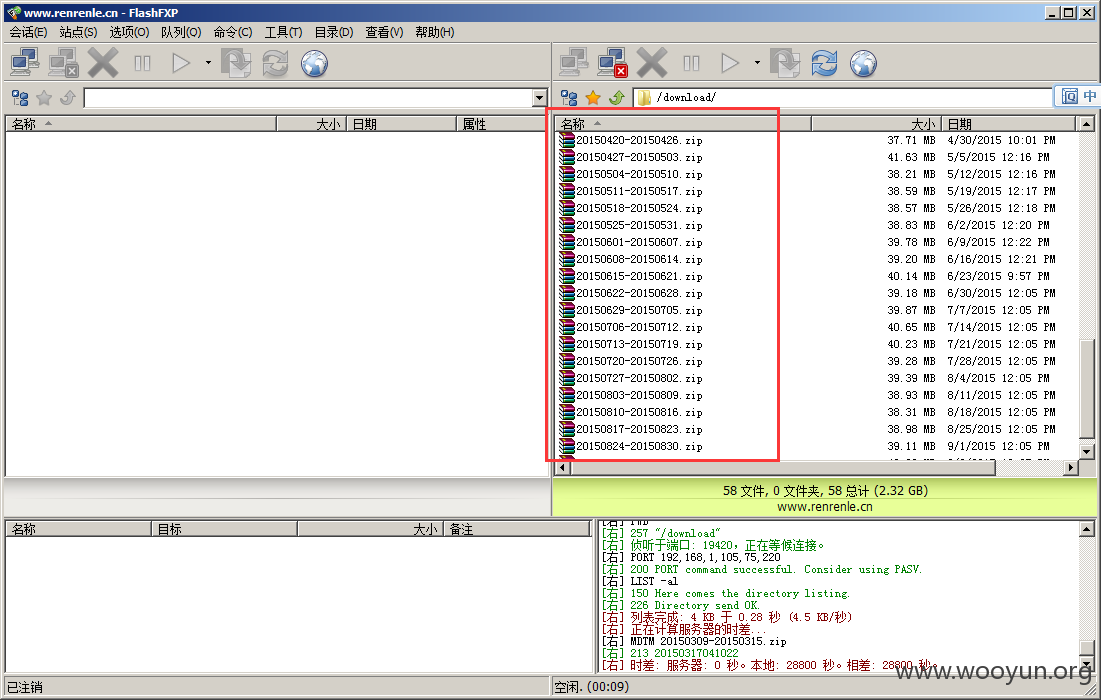 www.renrenle.cn - FlashFXP
会话(E) 站点(S) 选项(O) 队列(Q) 命令(C) 工具(T) 目录(D) 查看(V) 帮助(H)
/download/
中
名称 大小 日期 属性
名称 大小 日期
20150420-20150426.zip 37.71 MB 4/30/2015 10:01 PM
20150427-20150503.zip 41.63 MB 5/5/2015 12:16 PM
20150504-20150510.zip 38.21 MB 5/12/2015 12:16 PM
20150511-20150517.zip 38.59 MB 5/19/2015 12:17 PM
20150518-20150524.zip 38.57 MB 5/26/2015 12:18 PM
20150525-20150531.zip 38.83 MB 6/2/2015 12:20 PM
20150601-20150607.zip 39.78 MB 6/9/2015 12:22 PM
20150608-20150614.zip 39.20 MB 6/16/2015 12:21 PM
20150615-20150621.zip 40.14 MB 6/23/2015 9:57 PM
20150622-20150628.zip 39.18 MB 6/30/2015 12:05 PM
20150629-20150705.zip 39.87 MB 7/7/2015 12:05 PM
20150706-20150712.zip 40.65 MB 7/14/2015 12:05 PM
20150713-20150719.zip 40.23 MB 7/21/2015 12:05 PM
20150720-20150726.zip 39.28 MB 7/28/2015 12:05 PM
20150727-20150802.zip 39.39 MB 8/4/2015 12:05 PM
20150803-20150809.zip 38.93 MB 8/11/2015 12:05 PM
20150810-20150816.zip 38.31 MB 8/18/2015 12:05 PM
20150817-20150823.zip 38.98 MB 8/25/2015 12:05 PM
20150824-20150830.zip 39.11 MB 9/1/2015 12:05 PM
58 文件, 0 文件夹, 58 总计 (2.32 GB)
www.renrenle.cn
名称 目标 大小 备注
[右] PWD
[右] 257 "/download"
[右] 侦听于端口: 19420，正在等候连接。
[右] PORT 192,168,1,105,75,220
[右] 200 PORT command successful. Consider using PASV.
[右] LIST -al
[右] 150 Here comes the directory listing.
[右] 226 Directory send OK.
[右] 列表完成: 4 KB 于 0.28 秒 (4.5 KB/秒)
[右] 正在计算服务器的时差...
[右] MDTM 20150309-20150315.zip
[右] 213 20150317041022
[右] 时差: 服务器: 0 秒。本地: 28800 秒。相差: 28800 秒。
www.wooyun.org
已注销
空闲. (00:09)